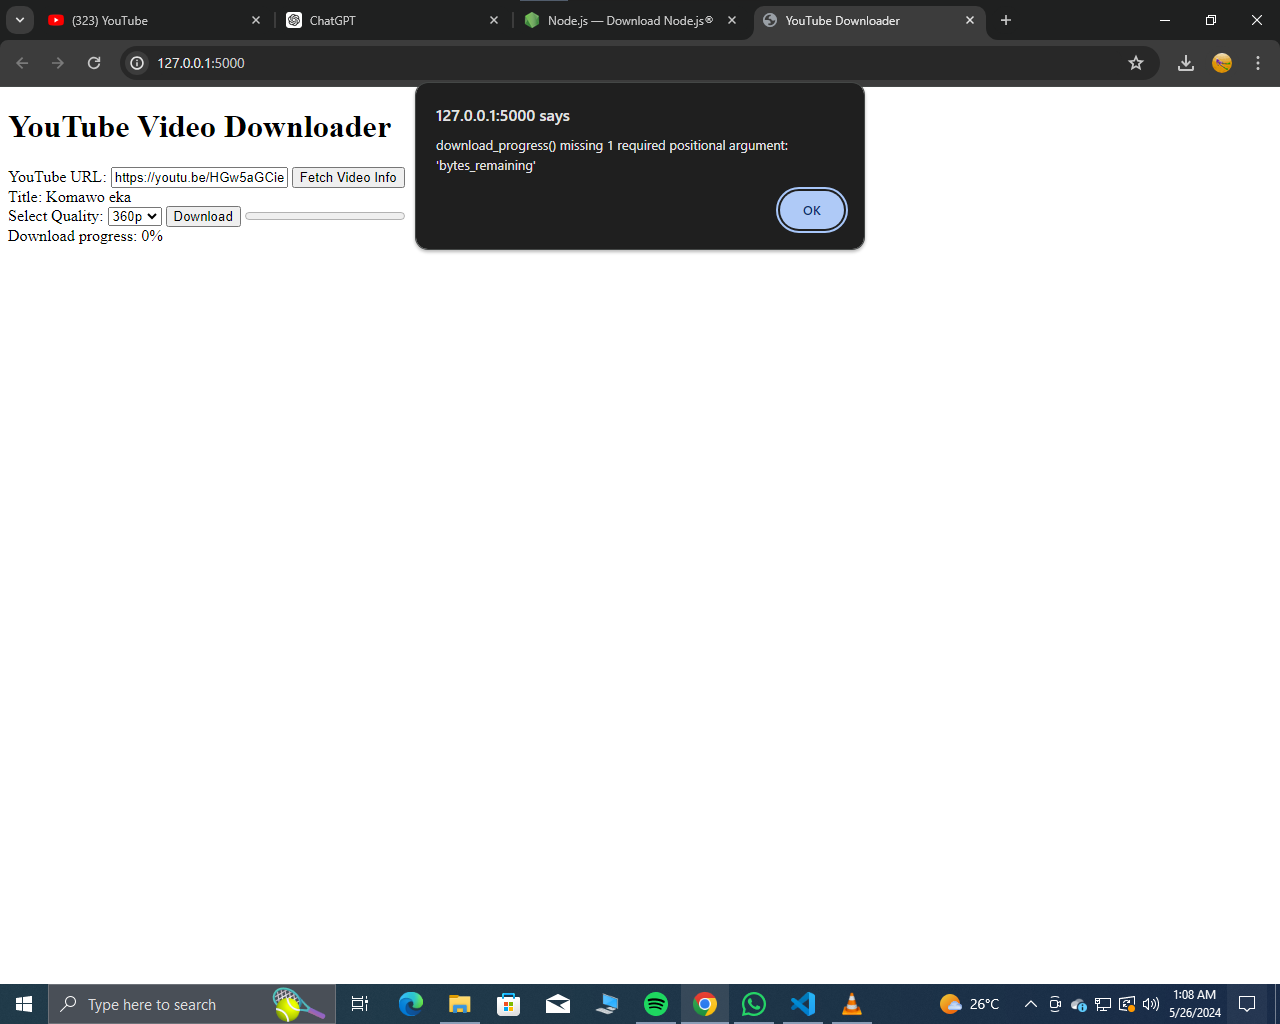 (323) YouTube
ChatGPT
Node.js — Download Node.js®
YouTube Downloader
127.0.0.1:5000
127.0.0.1:5000 says
download_progress() missing 1 required positional argument:
'bytes_remaining'
OK
YouTube Video Downloader
YouTube URL: https://youtu.be/HGw5aGCie Fetch Video Info
Title: Komawo eka
Select Quality: 360p Download
Download progress: 0%
Type here to search
26°C
1:08 AM
5/26/2024